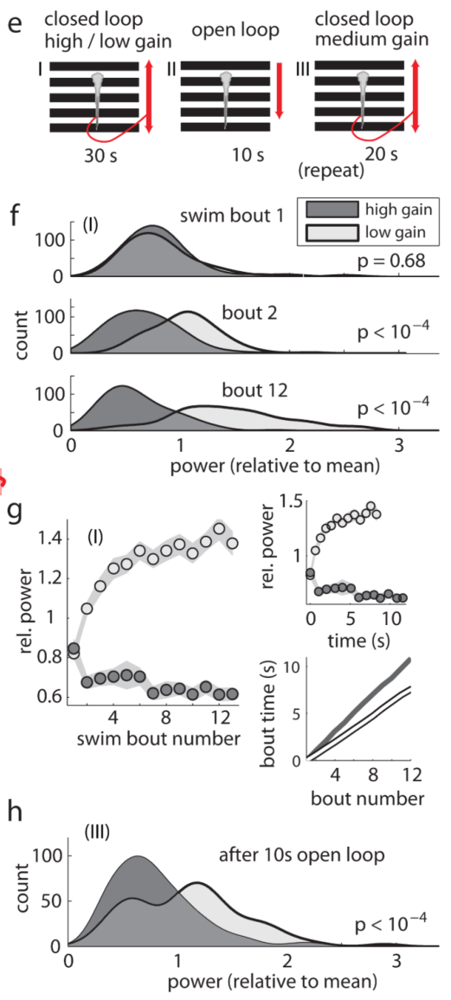 e
closed loop
high / low gain
open loop
closed loop
medium gain
I
II
III
30 s
10 s
20 s
(repeat)
f
(I)
swim bout 1
high gain
low gain
p = 0.68
100
0
bout 2
p < 10⁻⁴
100
0
count
bout 12
p < 10⁻⁴
100
0
0 1 2 3
power (relative to mean)
g
(I)
1.4
1.2
1
0.8
0.6
rel. power
4 8 12
swim bout number
1.5
1
rel. power
0 5 10
time (s)
10
5
0
bout time (s)
4 8 12
bout number
h
(III)
after 10s open loop
100
50
0
count
p < 10⁻⁴
0 1 2 3
power (relative to mean)